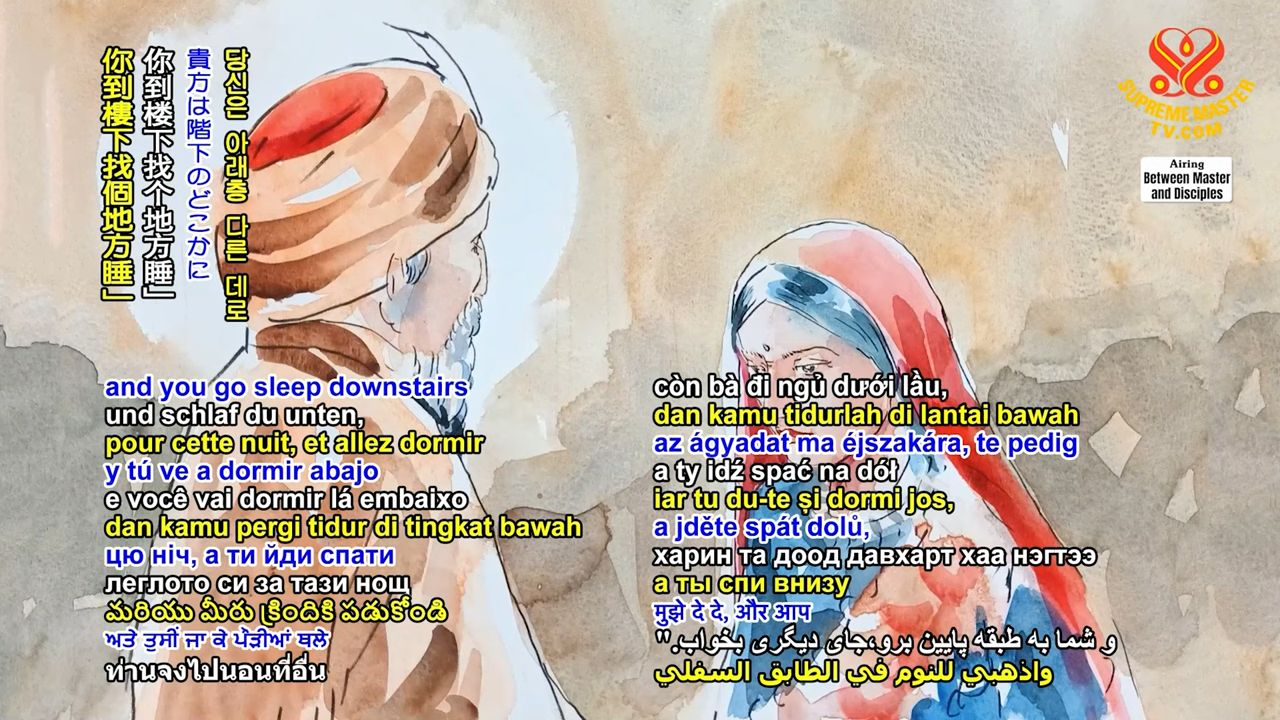 你到樓下找個地方睡」
你到楼下找个地方睡」
貴方は階下のどこかに
당신은 아래층 다른 데로
SUPREMEMASTER
TV.COM
Airing
Between Master
and Disciples
and you go sleep downstairs
und schlaf du unten,
pour cette nuit, et allez dormir
y tú ve a dormir abajo
e você vai dormir lá embaixo
dan kamu pergi tidur di tingkat bawah
цю ніч, а ти йди спати
леглото си за тази нощ
మరియు మీరు క్రిందికి పడుకోండి
ਅਤੇ ਤੁਸੀਂ ਜਾ ਕੇ ਪੌੜੀਆਂ ਥਲੇ
ท่านจงไปนอนที่อื่น
còn bà đi ngủ dưới lầu,
dan kamu tidurlah di lantai bawah
az ágyadat ma éjszakára, te pedig
a ty idź spać na dół
iar tu du-te și dormi jos,
a jděte spát dolů,
харин та доод давхарт хаа нэгтээ
а ты спи внизу
मुझे दे दे, और आप
و شما به طبقه پایین برو،جای دیگری بخواب."
واذهبي للنوم في الطابق السفلي